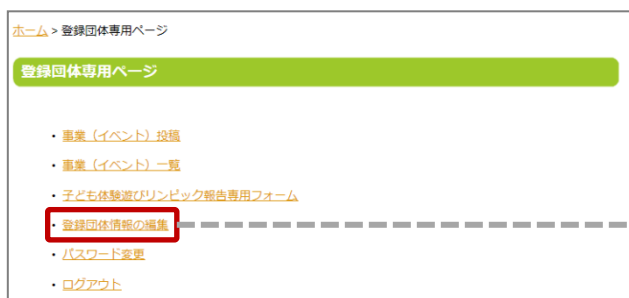 ホーム > 登録団体専用ページ
登録団体専用ページ
・事業（イベント）投稿
・事業（イベント）一覧
・子ども体験遊びリンピック報告専用フォーム
・登録団体情報の編集
・パスワード変更
・ログアウト